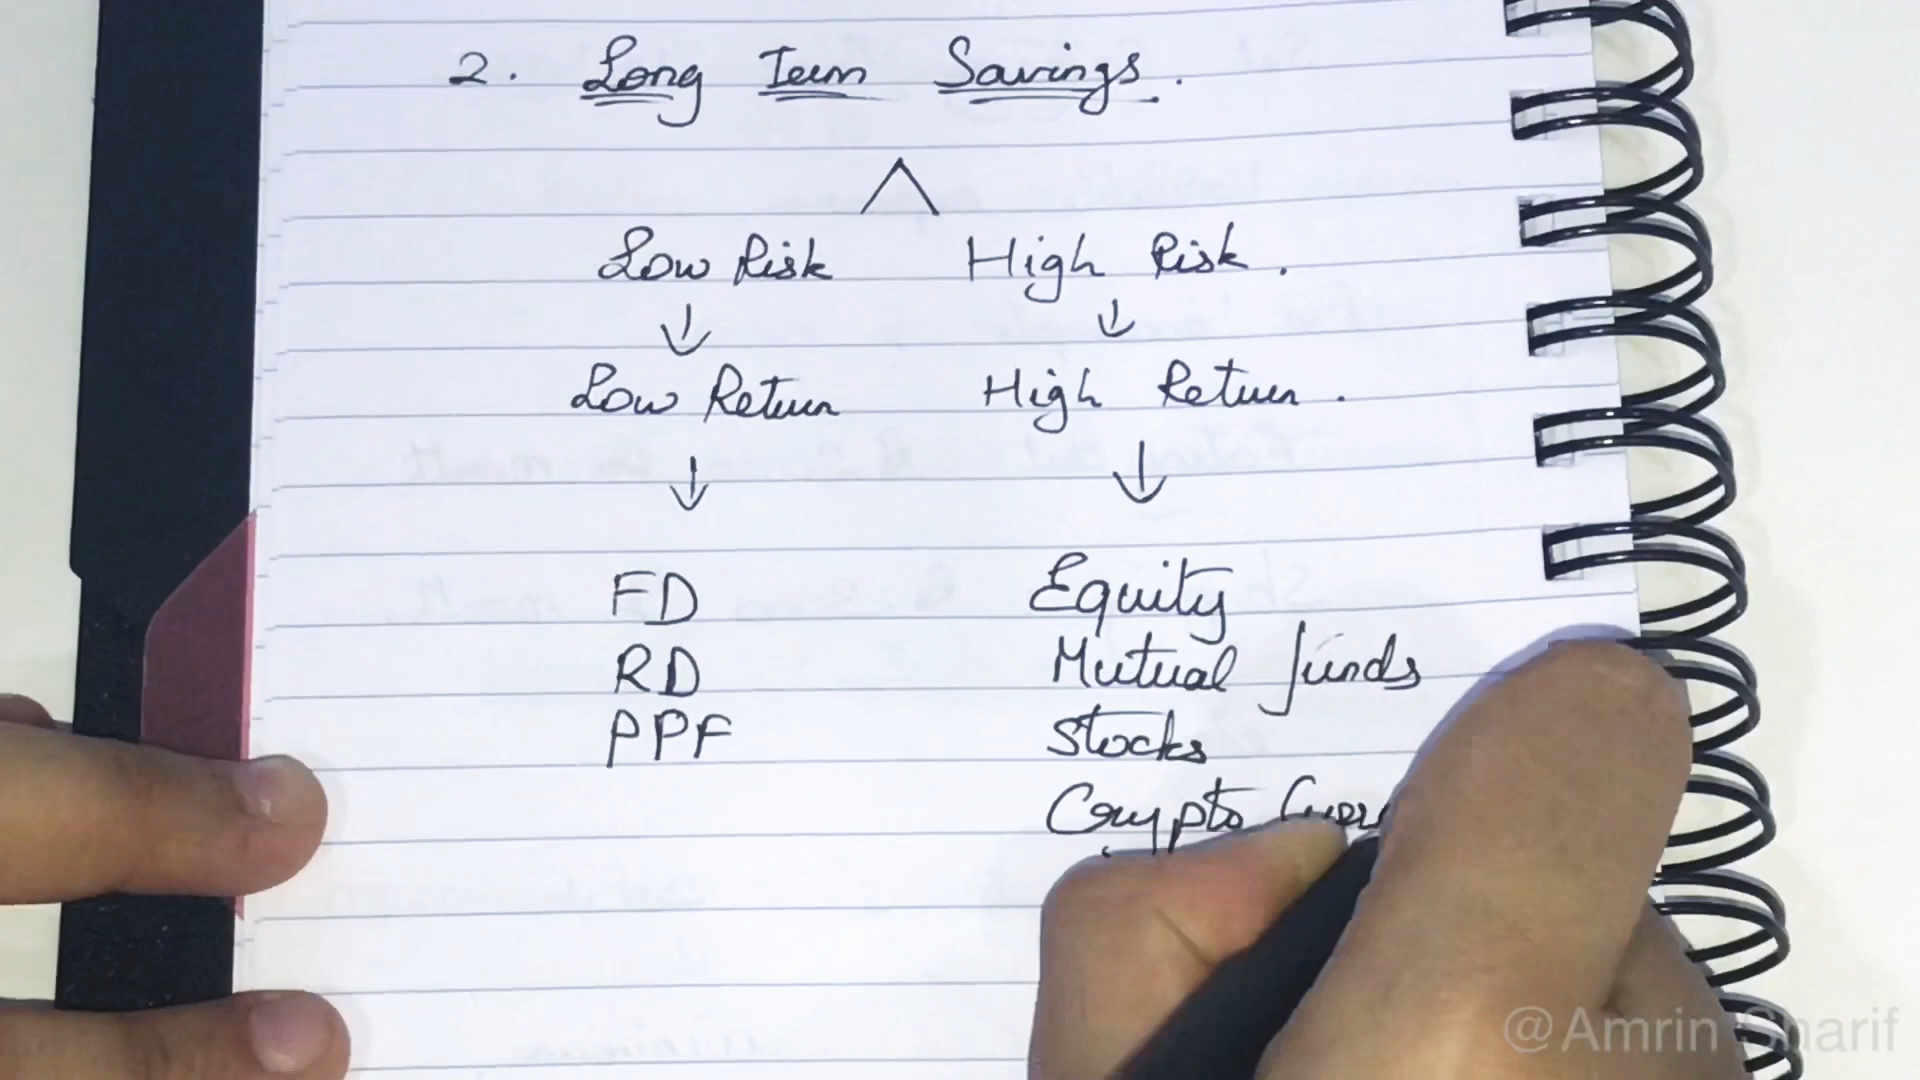 2. Long Term Savings.
Low Risk High Risk.
Low Return High Return.
FD Equity
RD Mutual funds
PPF Stocks
Crypto
@Amrin Sharif